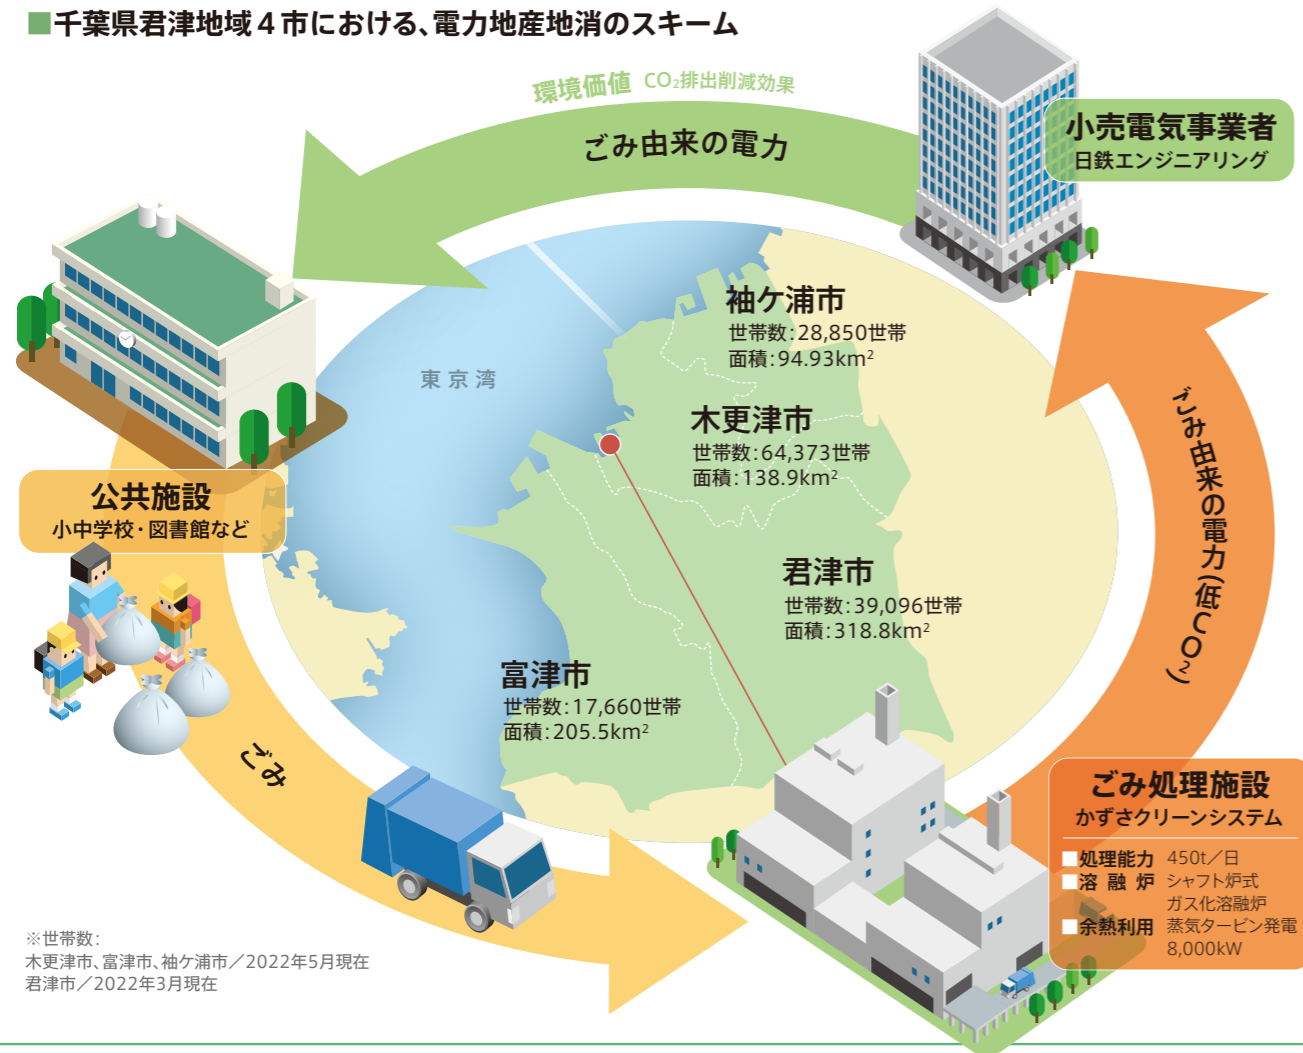 ■千葉県君津地域４市における、電力地産地消のスキーム
環境価値 CO₂排出削減効果
ごみ由来の電力
小売電気事業者
日鉄エンジニアリング
袖ケ浦市
世帯数：28,850世帯
面積：94.93km²
東京湾
木更津市
世帯数：64,373世帯
面積：138.9km²
ごみ由来の電力（低CO₂）
公共施設
小中学校・図書館など
君津市
世帯数：39,096世帯
面積：318.8km²
富津市
世帯数：17,660世帯
面積：205.5km²
ごみ
ごみ処理施設
かずさクリーンシステム
■処理能力 450t／日
■溶融炉 シャフト炉式
ガス化溶融炉
■余熱利用 蒸気タービン発電
8,000kW
※世帯数：
木更津市、富津市、袖ケ浦市／2022年5月現在
君津市／2022年3月現在